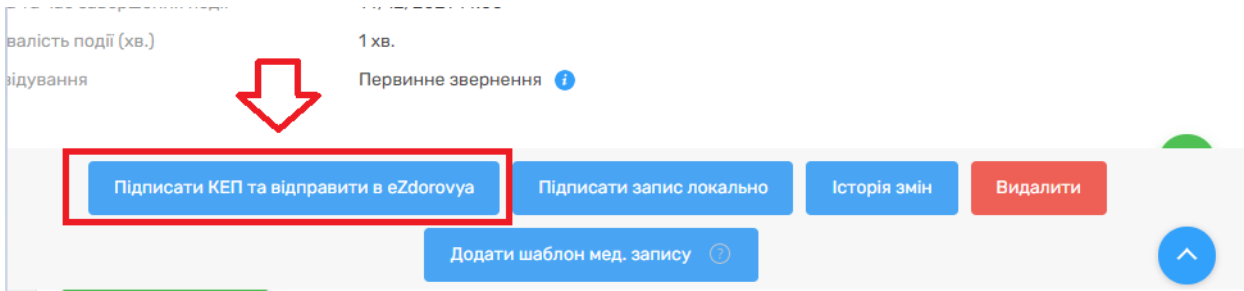 валість події (хв.) 1 хв.
відування Первинне звернення
Підписати КЕП та відправити в eZdorovya Підписати запис локально Історія змін Видалити
Додати шаблон мед. запису ?